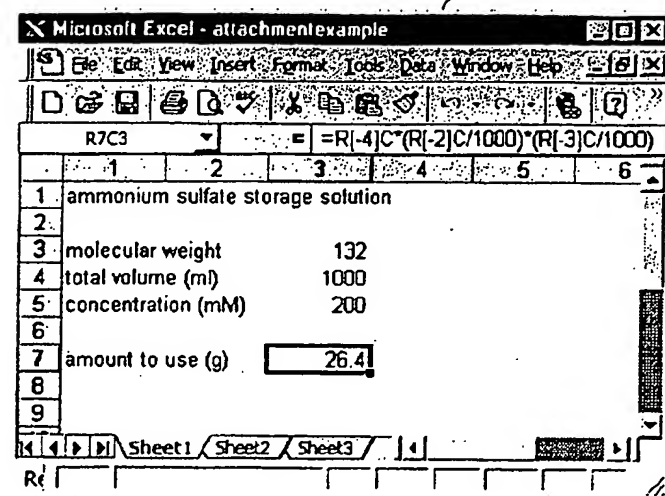 Microsoft Excel - attachmentexample
File Edit View Insert Format Tools Data Window Help
R7C3 = =R[-4]C*(R[-2]C/1000)*(R[-3]C/1000)
1 2 3 4 5 6
1 ammonium sulfate storage solution
2
3 molecular weight 132
4 total volume (ml) 1000
5 concentration (mM) 200
6
7 amount to use (g) 26.4
8
9
Sheet1 Sheet2 Sheet3